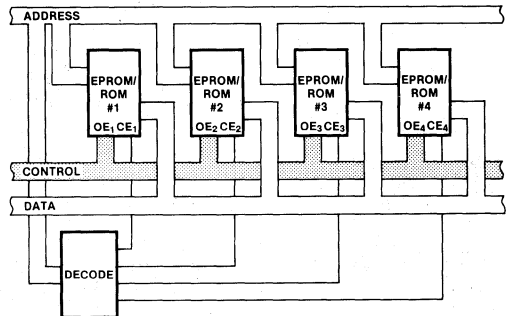 ADDRESS
EPROM/
ROM
#1
OE₁ CE₁
EPROM/
ROM
#2
OE₂ CE₂
EPROM/
ROM
#3
OE₃ CE₃
EPROM/
ROM
#4
OE₄ CE₄
CONTROL
DATA
DECODE